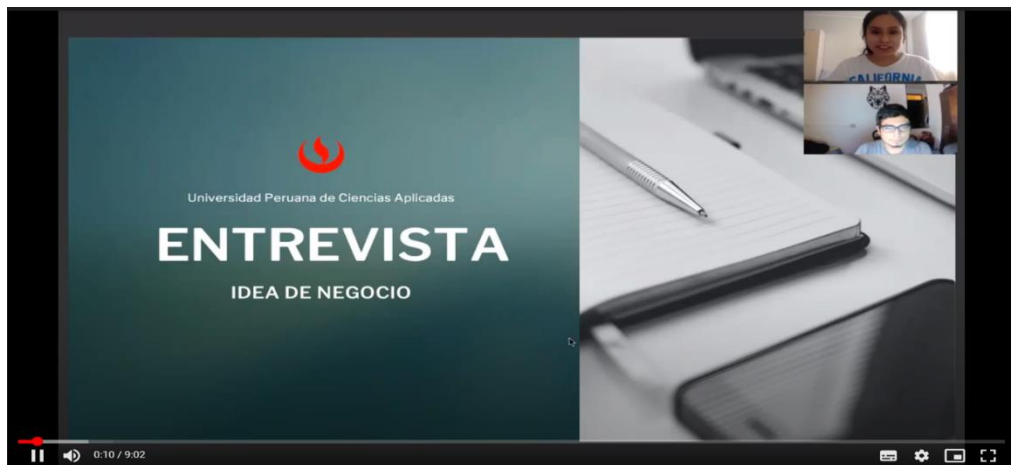 CALIFORNIA
Universidad Peruana de Ciencias Aplicadas
ENTREVISTA
IDEA DE NEGOCIO
0:10 / 9:02